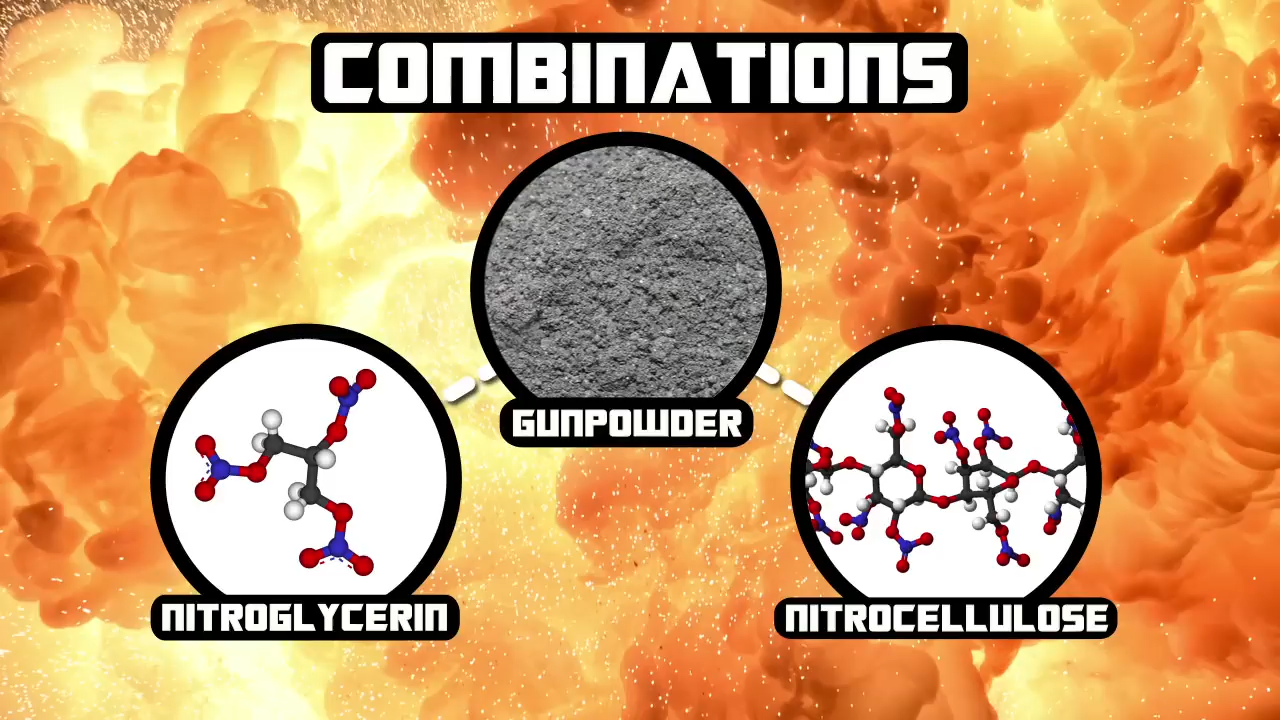 COMBINATIONS
GUNPOWDER
NITROGLYCERIN
NITROCELLULOSE